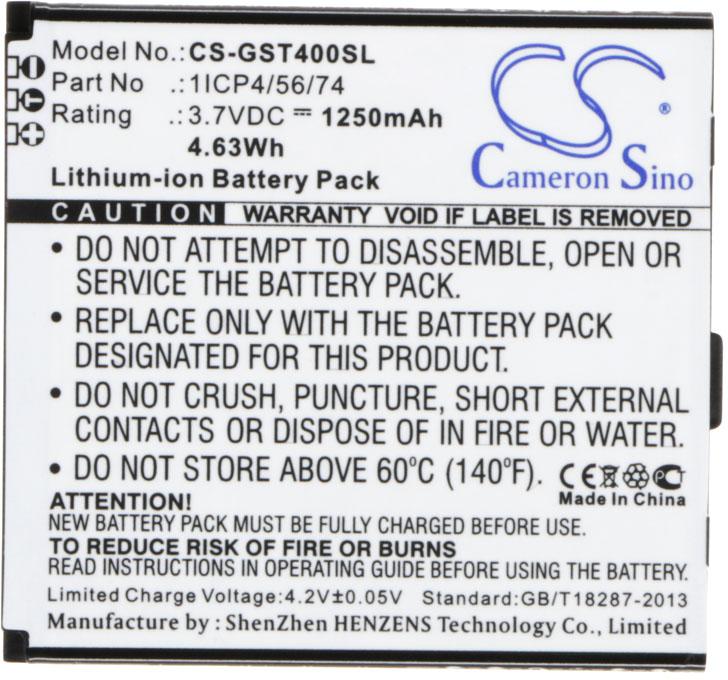 Model No.: CS-GST400SL
Part No .: 1ICP4/56/74
Rating .: 3.7VDC ⎓ 1250mAh
4.63Wh
Lithium-ion Battery Pack
CS ®
Cameron Sino
CAUTION WARRANTY VOID IF LABEL IS REMOVED
• DO NOT ATTEMPT TO DISASSEMBLE, OPEN OR
SERVICE THE BATTERY PACK.
• REPLACE ONLY WITH THE BATTERY PACK
DESIGNATED FOR THIS PRODUCT.
• DO NOT CRUSH, PUNCTURE, SHORT EXTERNAL
CONTACTS OR DISPOSE OF IN FIRE OR WATER.
• DO NOT STORE ABOVE 60°C (140°F). CE
Made In China
ATTENTION!
NEW BATTERY PACK MUST BE FULLY CHARGED BEFORE USE.
TO REDUCE RISK OF FIRE OR BURNS
READ INSTRUCTIONS IN OPERATING GUIDE BEFORE USING THE BATTERY.
Limited Charge Voltage:4.2V±0.05V Standard:GB/T18287-2013
Manufacture by : ShenZhen HENZENS Technology Co., Limited